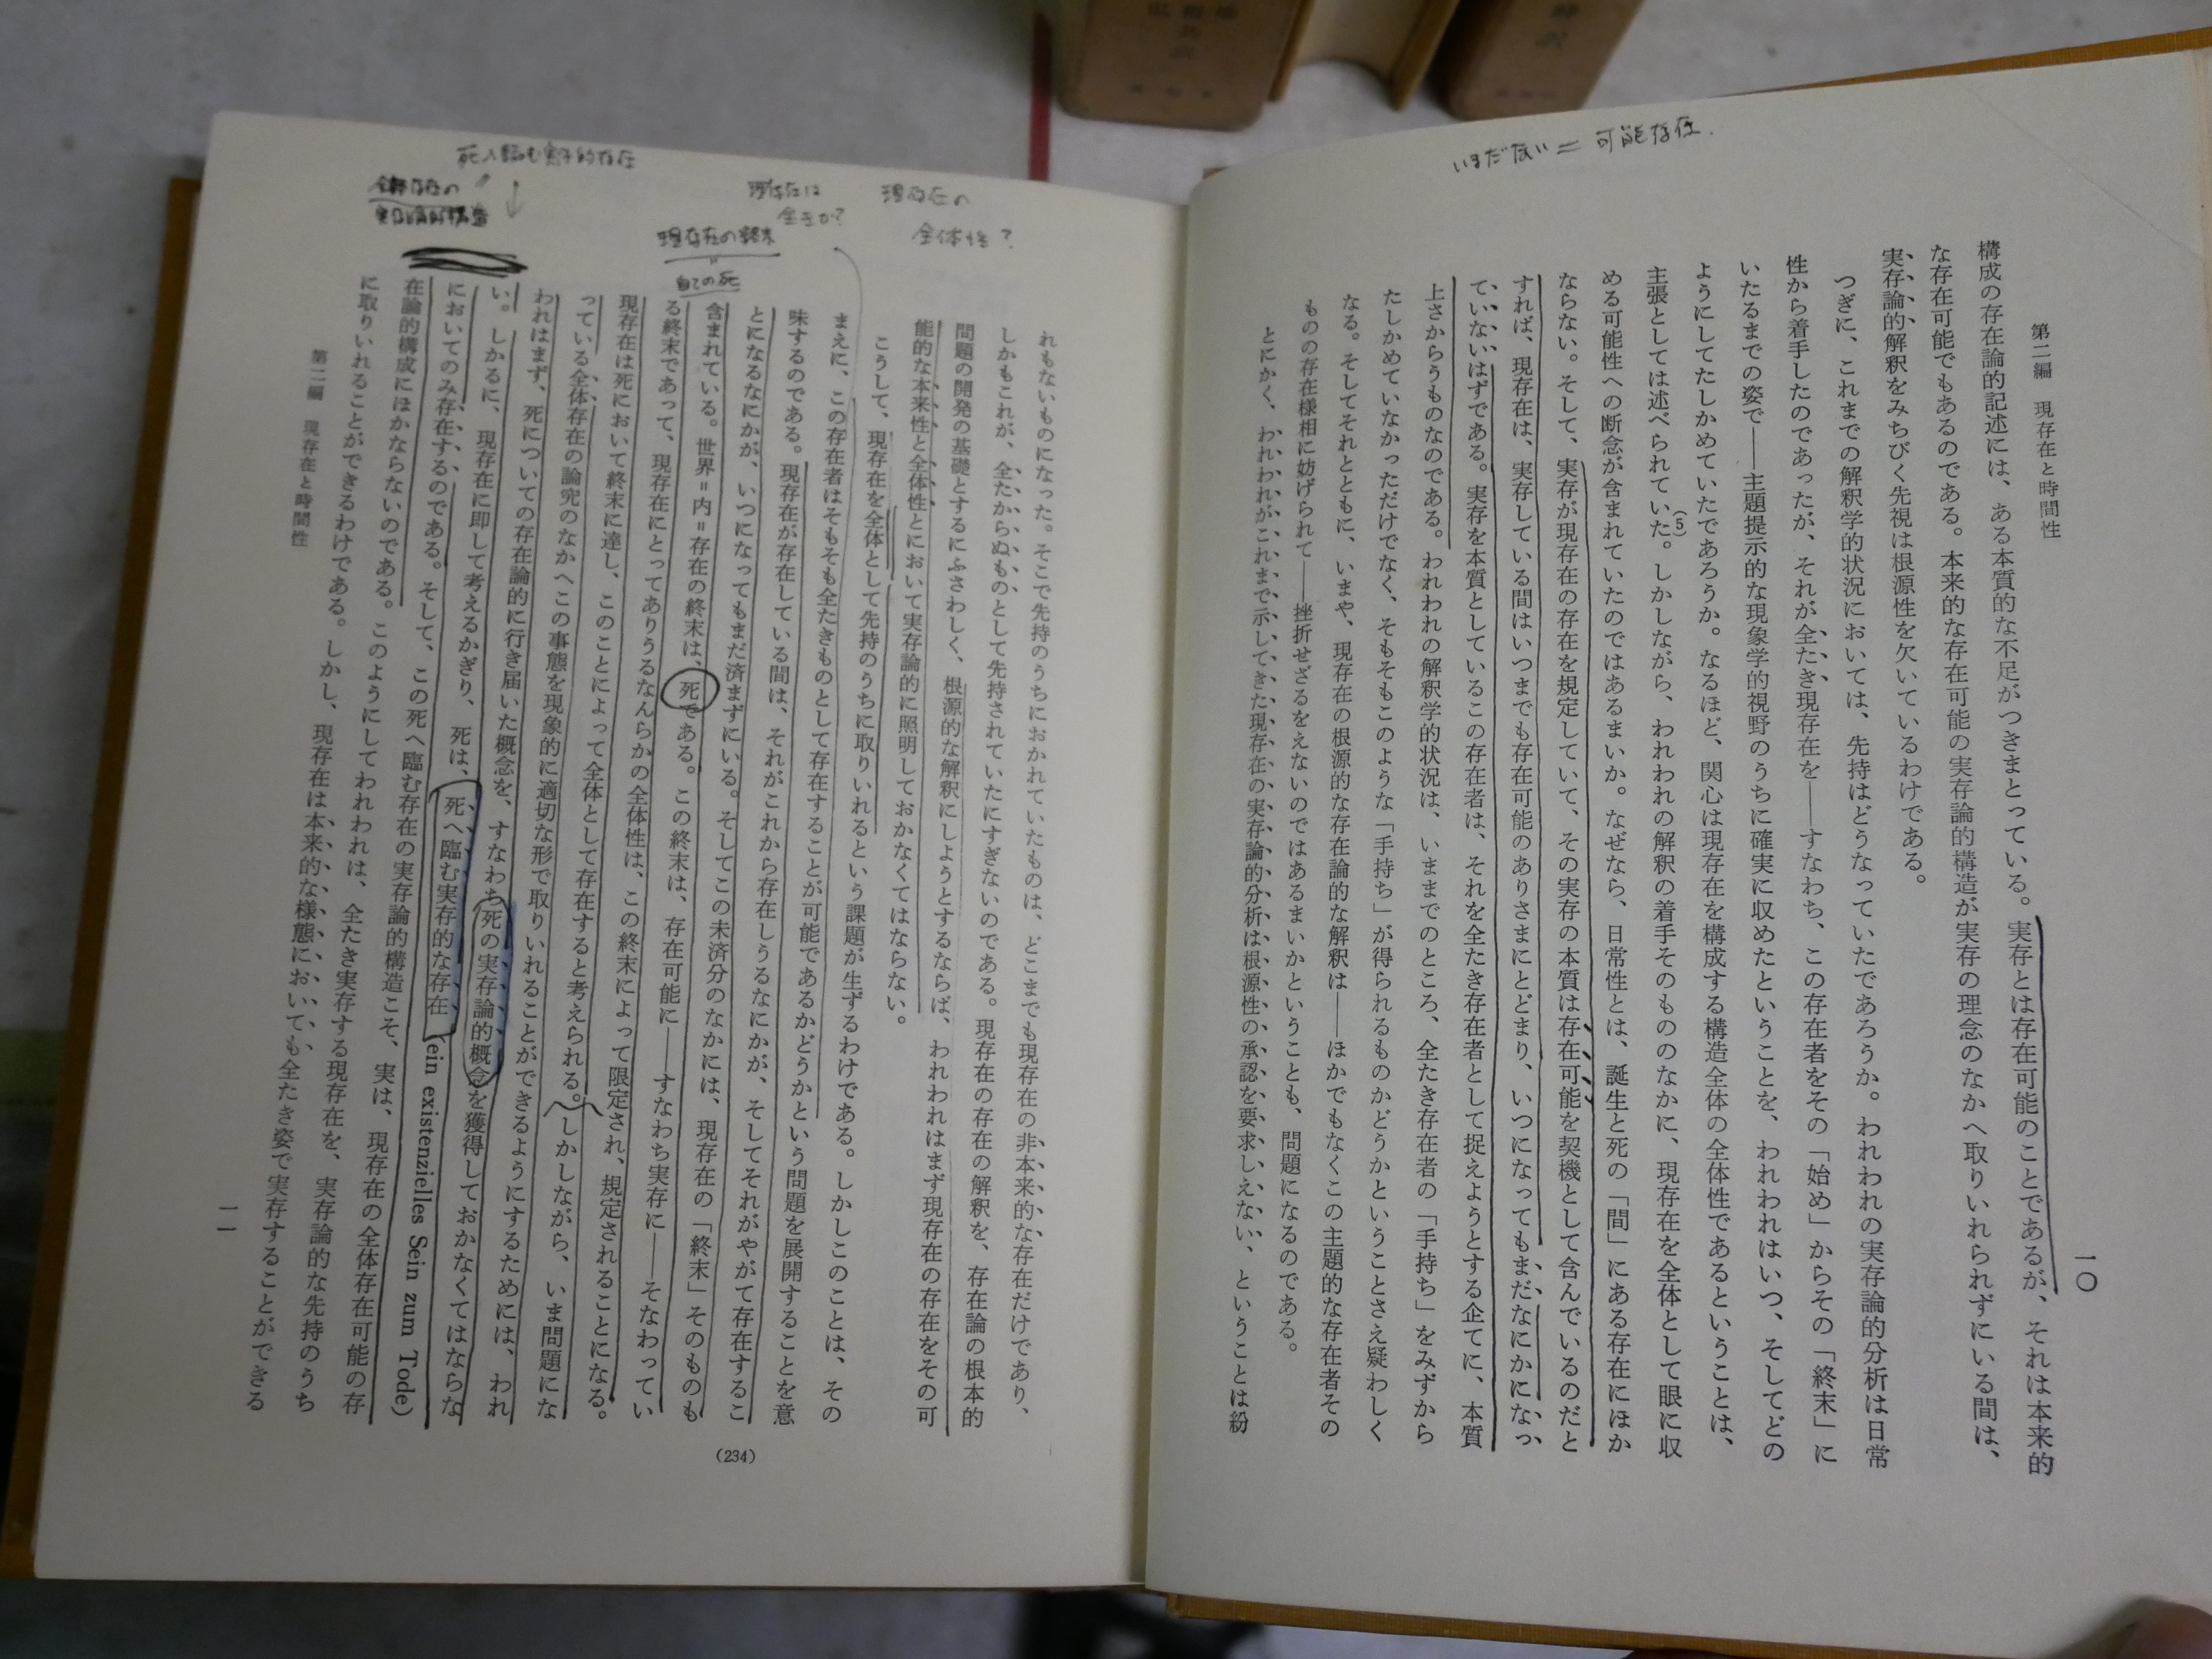 いまだない＝可能存在.
第二編　現存在と時間性
一〇
構成の存在論的記述には、ある本質的な不足がつきまとっている。実存とは存在可能のことであるが、それは本来的
な存在可能でもあるのである。本来的な存在可能の実存論的構造が実存の理念のなかへ取りいれられずにいる間は、
実存論的解釈をみちびく先視は根源性を欠いているわけである。
つぎに、これまでの解釈学的状況においては、先持はどうなっていたであろうか。われわれの実存論的分析は日常
性から着手したのであったが、それが全たき現存在を――すなわち、この存在者をその「始め」からその「終末」に
いたるまでの姿で――主題提示的な現象学的視野のうちに確実に収めたということを、われわれはいつ、そしてどの
ようにしてたしかめていたであろうか。なるほど、関心は現存在を構成する構造全体の全体性であるということは、
主張としては述べられていた。(5)しかしながら、われわれの解釈の着手そのもののなかに、現存在を全体として眼に収
める可能性への断念が含まれていたのではあるまいか。なぜなら、日常性とは、誕生と死の「間」にある存在にほか
ならない。そして、実存が現存在の存在を規定していて、その実存の本質は存在可能を契機として含んでいるのだと
すれば、現存在は、実存している間はいつまでも存在可能のありさまにとどまり、いつになってもまだなにかになっ
ていないはずである。実存を本質としているこの存在者は、それを全たき存在者として捉えようとする企てに、本質
上さからうものなのである。われわれの解釈学的状況は、いままでのところ、全たき存在者の「手持ち」をみずから
たしかめていなかっただけでなく、そもそもこのような「手持ち」が得られるものかどうかということさえ疑わしく
なる。そしてそれとともに、いまや、現存在の根源的な存在論的な解釈は――ほかでもなくこの主題的な存在者その
ものの存在様相に妨げられて――挫折せざるをえないのではあるまいかということも、問題になるのである。
とにかく、われわれがこれまで示してきた現存在の実存論的分析は根源性の承認を要求しえない、ということは紛
現存在の
全体性？
現存在は
全きか？
現存在の終末
〃
自己の死
死へ臨む実存的存在
れもないものになった。そこで先持のうちにおかれていたものは、どこまでも現存在の非本来的な存在だけであり、
しかもこれが、全たからぬものとして先持されていたにすぎないのである。現存在の存在の解釈を、存在論の根本的
問題の開発の基礎とするにふさわしく、根源的な解釈にしようとするならば、われわれはまず現存在の存在をその可
能的な本来性と全体性とにおいて実存論的に照明しておかなくてはならない。
こうして、現存在を全体として先持のうちに取りいれるという課題が生ずるわけである。しかしこのことは、その
まえに、この存在者はそもそも全たきものとして存在することが可能であるかどうかという問題を展開することを意
味するのである。現存在が存在している間は、それがこれから存在しうるなにかが、そしてそれがやがて存在するこ
とになるなにかが、いつになってもまだ済まずにいる。そしてこの未済分のなかには、現存在の「終末」そのものも
含まれている。世界＝内＝存在の終末は、死である。この終末は、存在可能に――すなわち実存に――そなわってい
る終末であって、現存在にとってありうるなんらかの全体性は、この終末によって限定され、規定されることになる。
現存在は死において終末に達し、このことによって全体として存在すると考えられる。しかしながら、いま問題にな
っている全体存在の論究のなかへこの事態を現象的に適切な形で取りいれることができるようにするためには、われ
われはまず、死についての存在論的に行き届いた概念を、すなわち死の実存論的概念を獲得しておかなくてはならな
い。しかるに、現存在に即して考えるかぎり、死は、死へ臨む実存的な存在（ein existenzielles Sein zum Tode）
においてのみ存在するのである。そして、この死へ臨む存在の実存論的構造こそ、実は、現存在の全体存在可能の存
在論的構成にほかならないのである。このようにしてわれわれは、全たき実存する現存在を、実存論的な先持のうち
に取りいれることができるわけである。しかし、現存在は本来的な様態においても全たき姿で実存することができる
第二編　現存在と時間性
一一
(234)